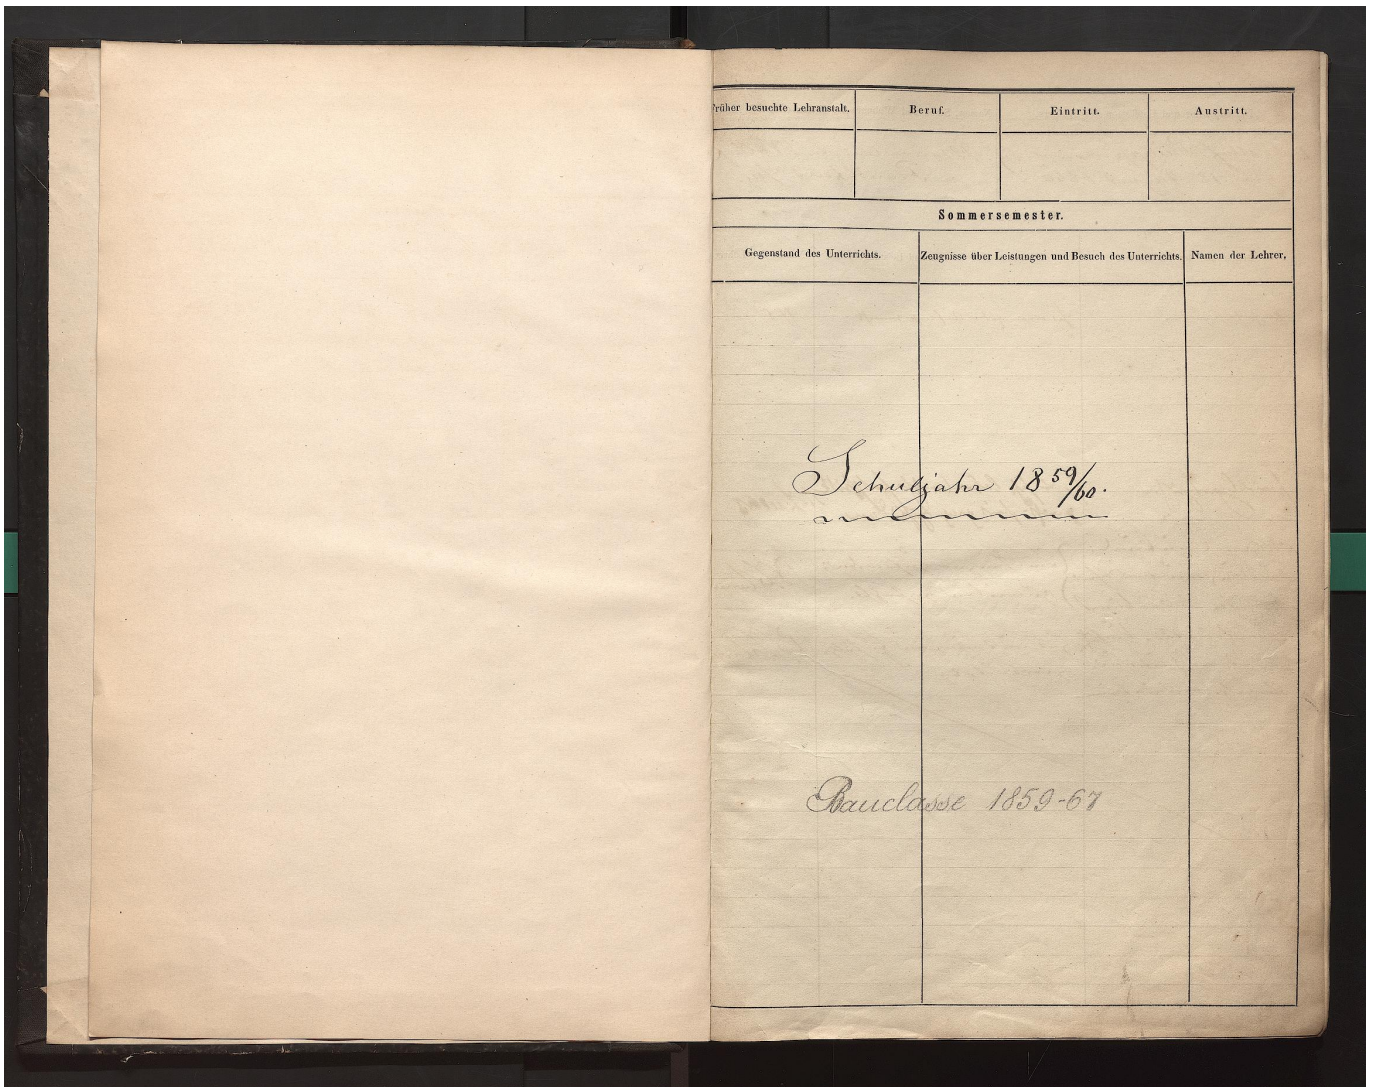 Früher besuchte Lehranstalt. Beruf. Eintritt. Austritt.
Sommersemester.
Gegenstand des Unterrichts. Zeugnisse über Leistungen und Besuch des Unterrichts. Namen der Lehrer.
Schuljahr 1859/60.
Bauclasse 1859-67